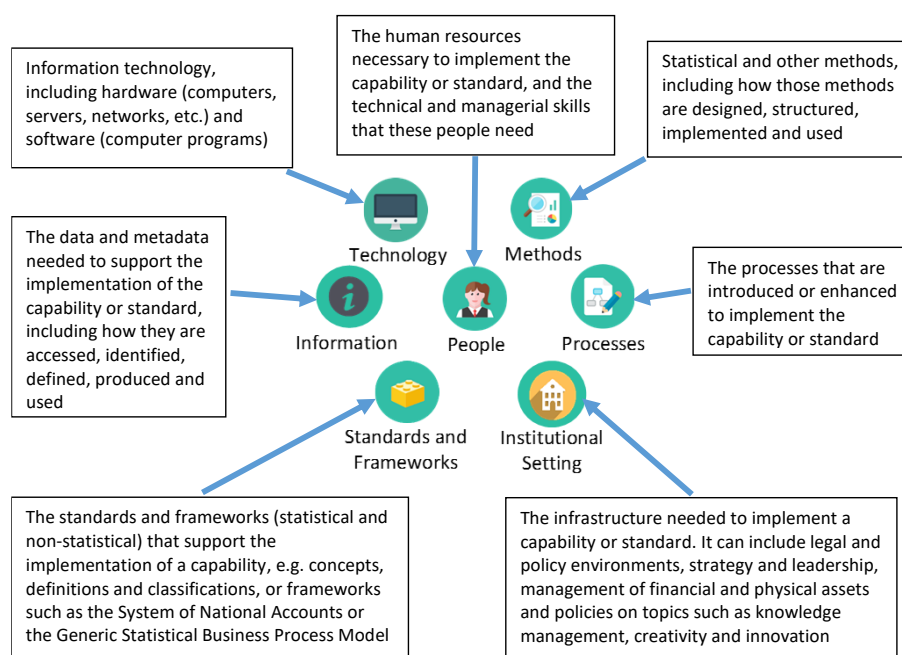 The human resources
necessary to implement the
capability or standard, and the
technical and managerial skills
that these people need
Information technology,
including hardware (computers,
servers, networks, etc.) and
software (computer programs)
Statistical and other methods,
including how those methods
are designed, structured,
implemented and used
Technology
Methods
The data and metadata
needed to support the
implementation of the
capability or standard,
including how they are
accessed, identified,
defined, produced and
used
Information
People
Processes
The processes that are
introduced or enhanced
to implement the
capability or standard
Standards and
Frameworks
Institutional
Setting
The standards and frameworks (statistical and
non-statistical) that support the
implementation of a capability, e.g. concepts,
definitions and classifications, or frameworks
such as the System of National Accounts or
the Generic Statistical Business Process Model
The infrastructure needed to implement a
capability or standard. It can include legal and
policy environments, strategy and leadership,
management of financial and physical assets
and policies on topics such as knowledge
management, creativity and innovation